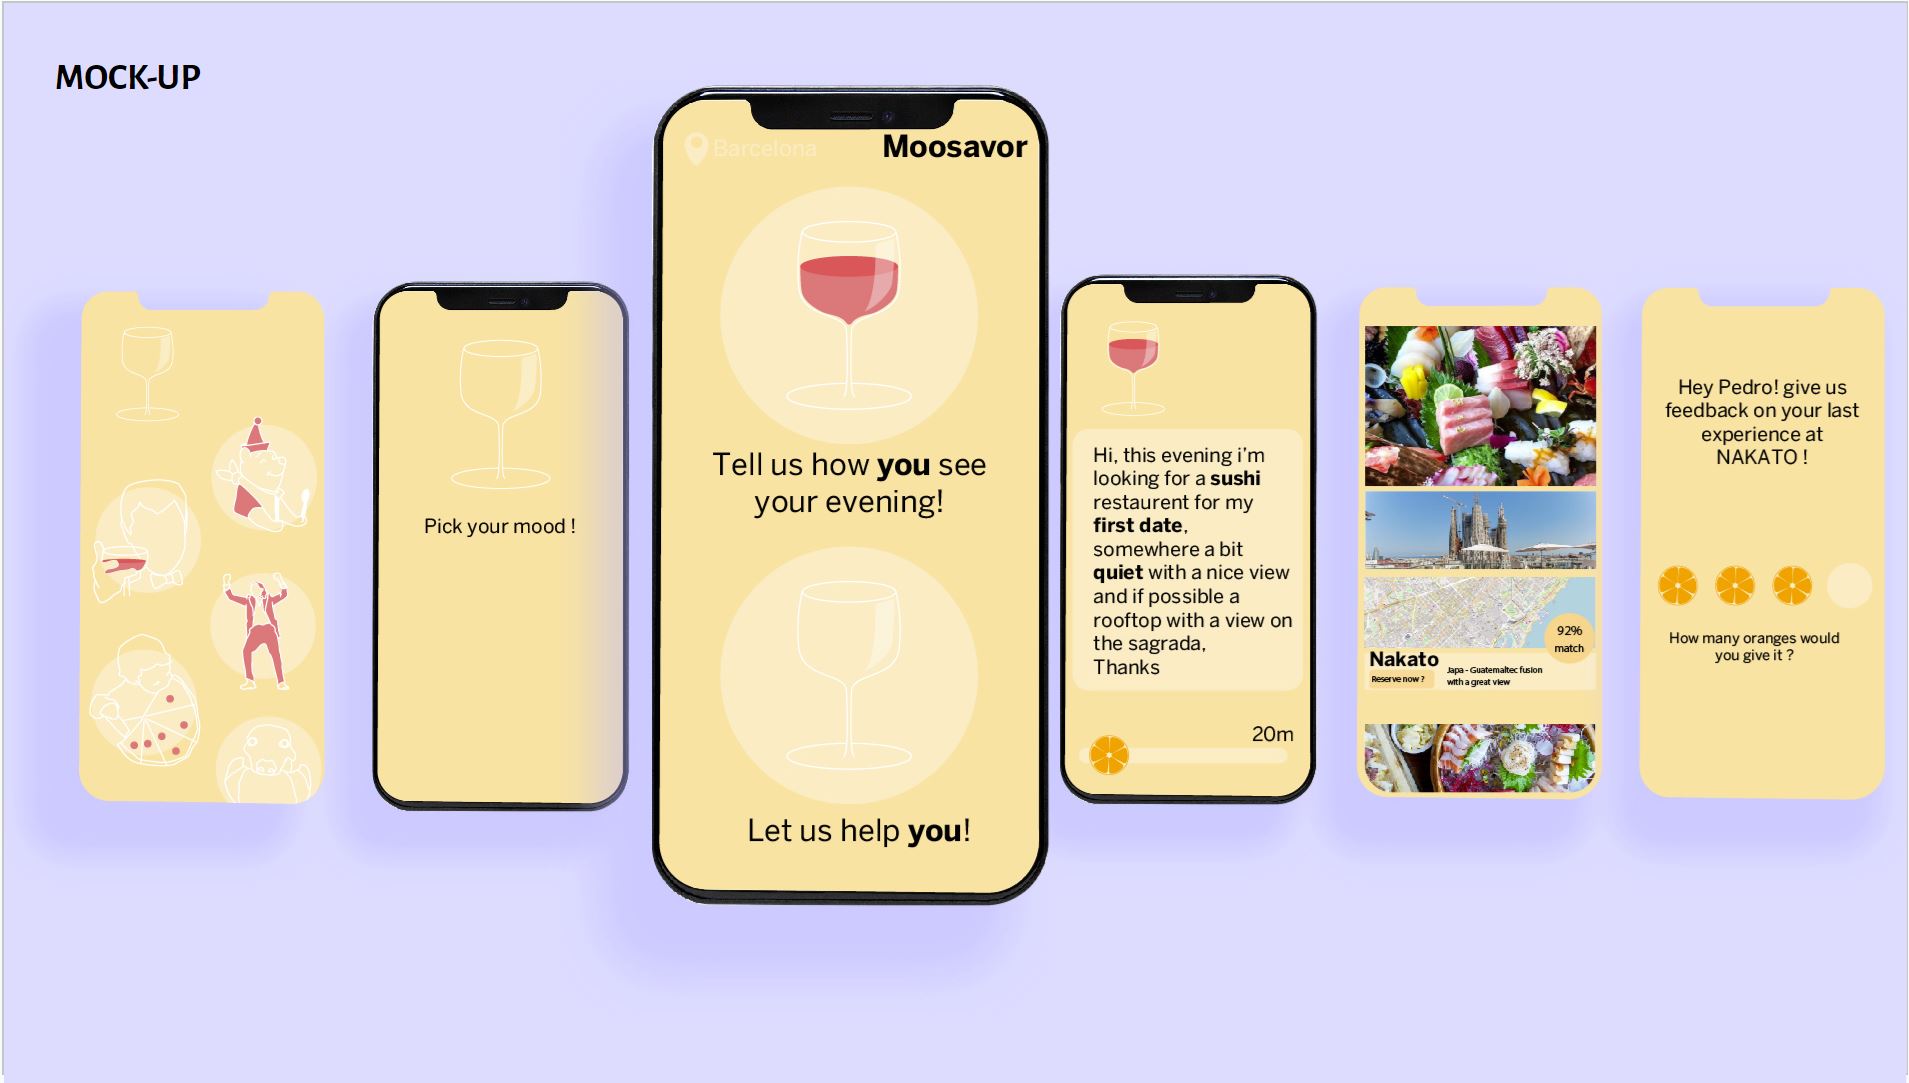 MOCK-UP
Pick your mood !
Barcelona
Moosavor
Tell us how you see
your evening!
Let us help you!
Hi, this evening i'm
looking for a sushi
restaurent for my
first date,
somewhere a bit
quiet with a nice view
and if possible a
rooftop with a view on
the sagrada,
Thanks
20m
92%
match
Nakato
Reserve now ?
Japa - Guatemaltec fusion
with a great view
Hey Pedro! give us
feedback on your last
experience at
NAKATO !
How many oranges would
you give it ?